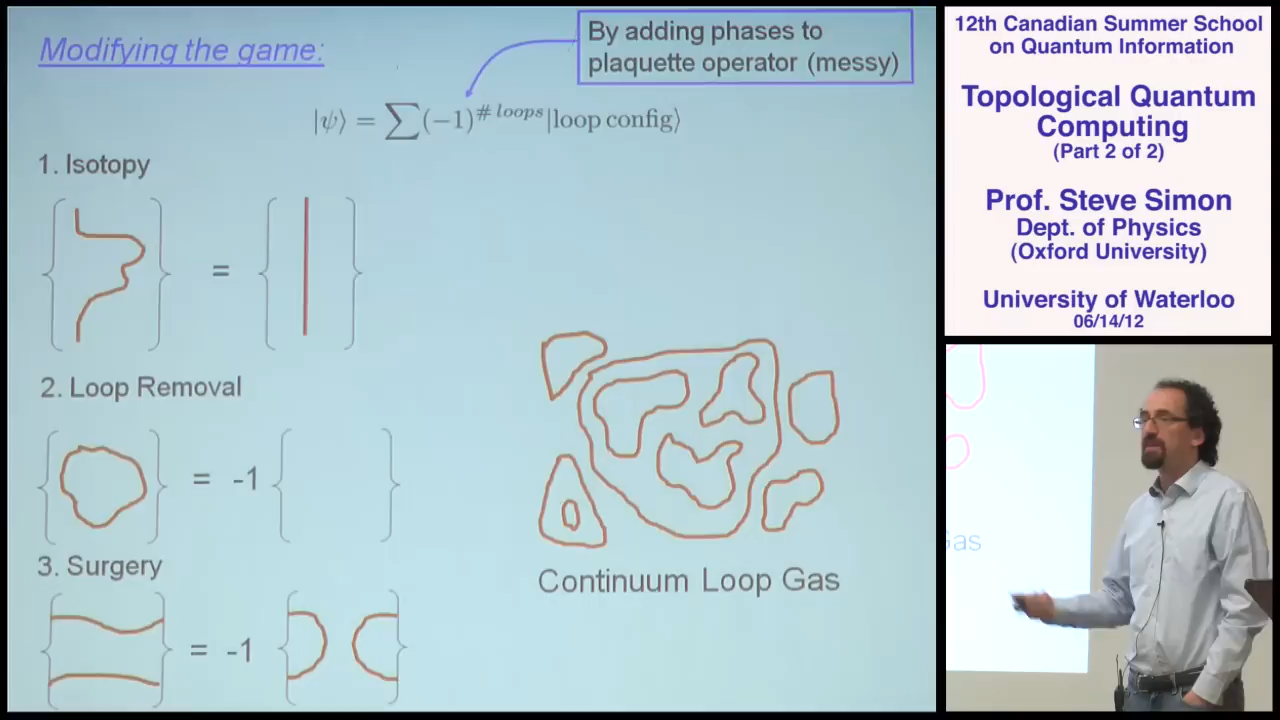 Modifying the game:
By adding phases to
plaquette operator (messy)
|ψ⟩ = ∑(−1)^{# loops}|loop config⟩
1. Isotopy
=
2. Loop Removal
= -1
3. Surgery
= -1
Continuum Loop Gas
12th Canadian Summer School
on Quantum Information
Topological Quantum
Computing
(Part 2 of 2)
Prof. Steve Simon
Dept. of Physics
(Oxford University)
University of Waterloo
06/14/12
Gas